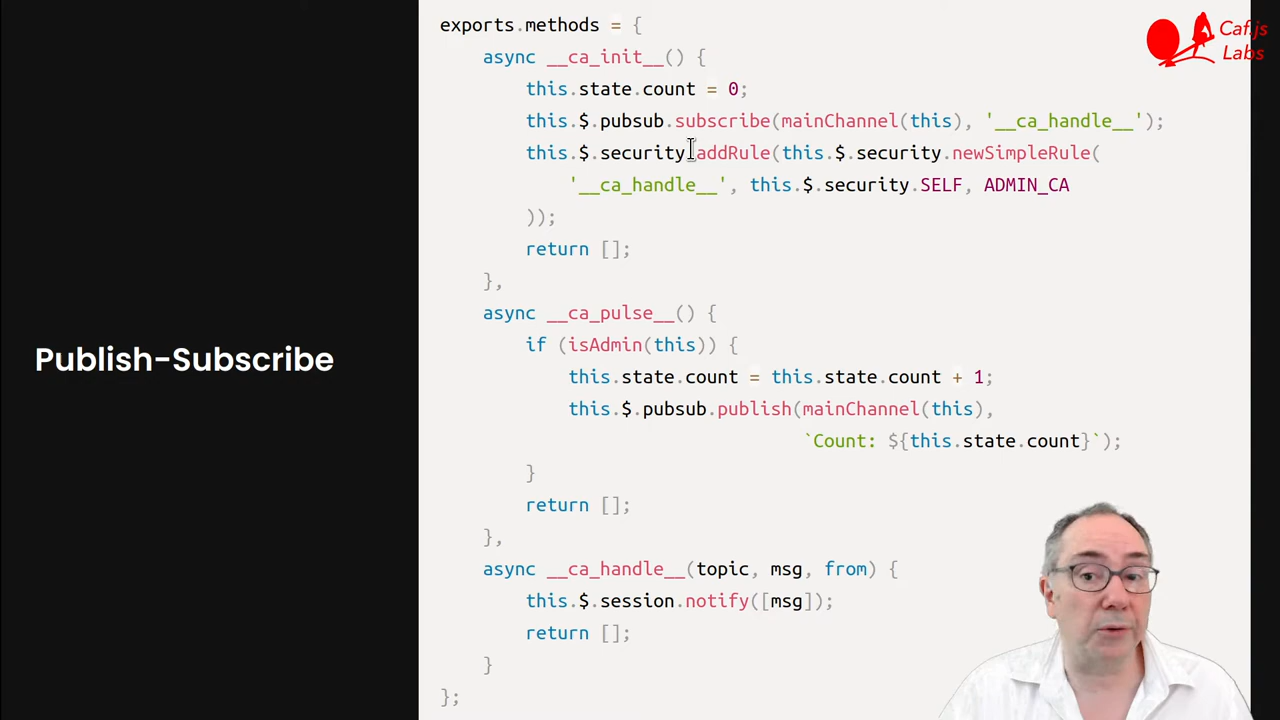 exports.methods = {
async __ca_init__() {
this.state.count = 0;
this.$.pubsub.subscribe(mainChannel(this), '__ca_handle__');
this.$.security.addRule(this.$.security.newSimpleRule(
'__ca_handle__', this.$.security.SELF, ADMIN_CA
));
return [];
},
async __ca_pulse__() {
if (isAdmin(this)) {
this.state.count = this.state.count + 1;
this.$.pubsub.publish(mainChannel(this),
`Count: ${this.state.count}`);
}
return [];
},
async __ca_handle__(topic, msg, from) {
this.$.session.notify([msg]);
return [];
}
};
Publish-Subscribe
Caf.js
Labs